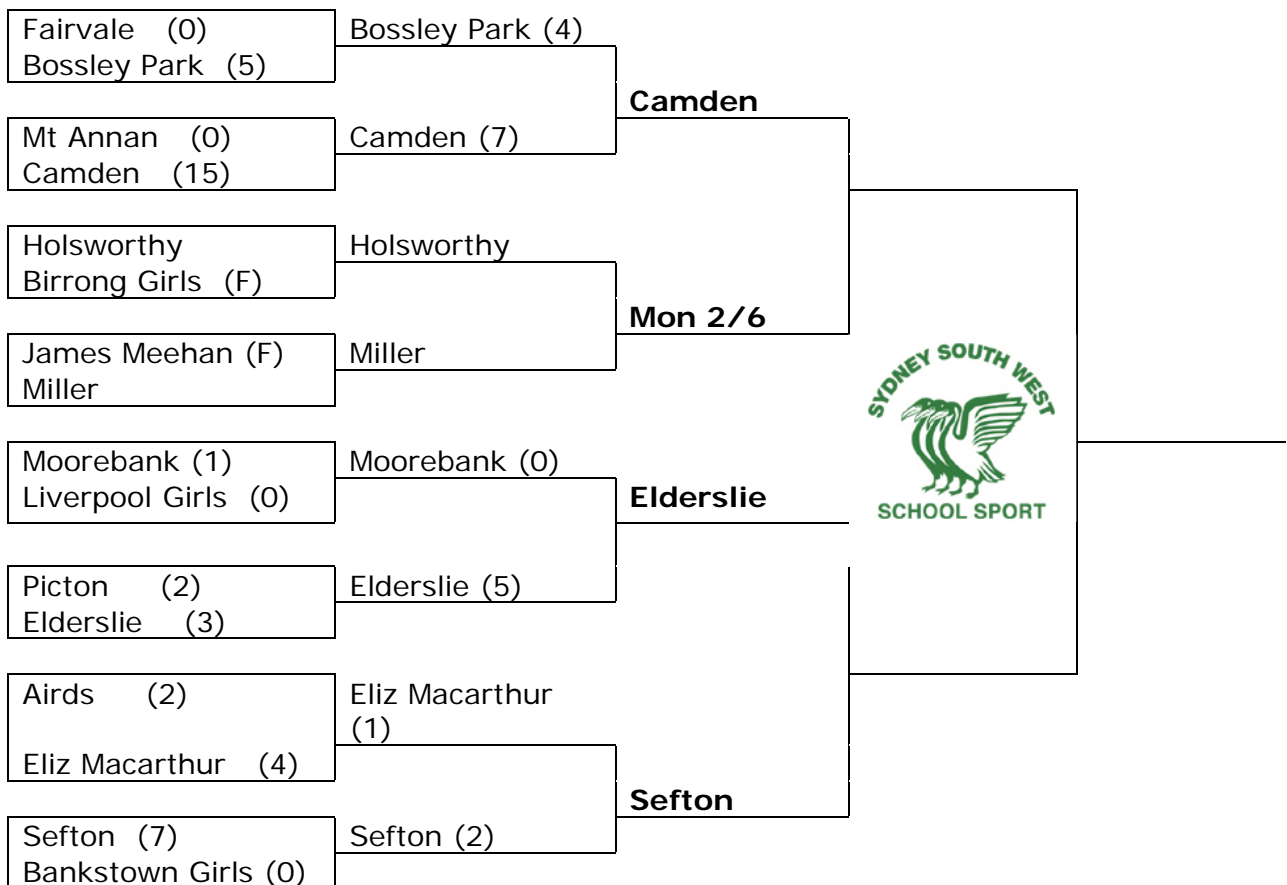 Fairvale (0)
Bossley Park (5)
Bossley Park (4)
Camden
Mt Annan (0)
Camden (15)
Camden (7)
Holsworthy
Birrong Girls (F)
Holsworthy
Mon 2/6
James Meehan (F)
Miller
Miller
SYDNEY SOUTH WEST
SCHOOL SPORT
Moorebank (1)
Liverpool Girls (0)
Moorebank (0)
Elderslie
Picton (2)
Elderslie (3)
Elderslie (5)
Airds (2)
Eliz Macarthur (4)
Eliz Macarthur
(1)
Sefton
Sefton (7)
Bankstown Girls (0)
Sefton (2)